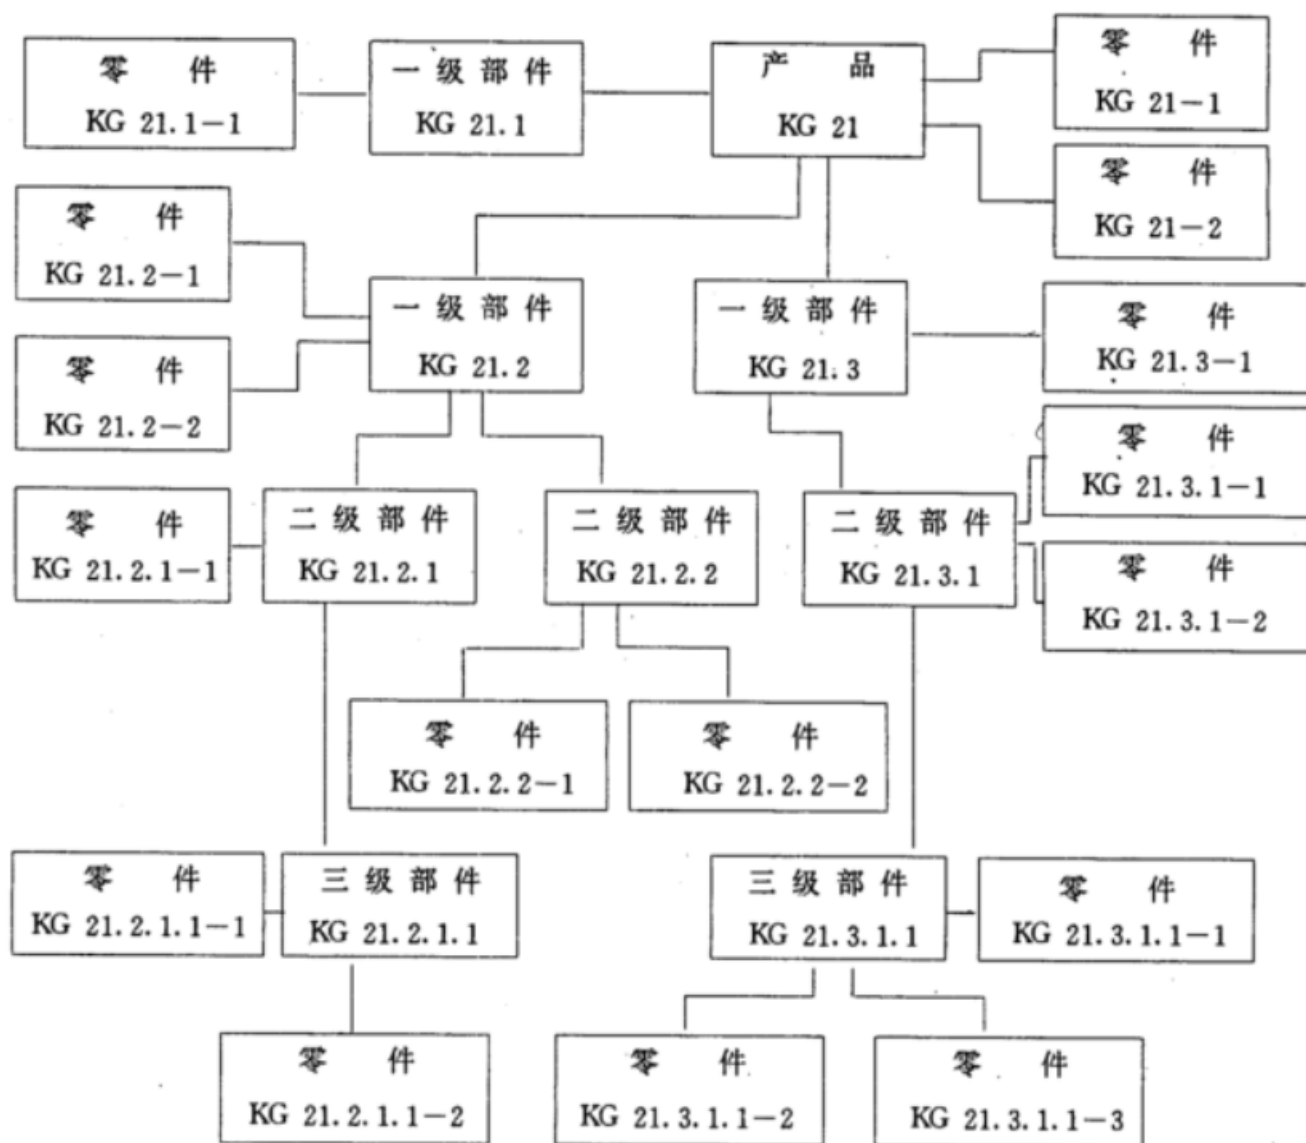 零 件
KG 21.1-1
一级部件
KG 21.1
产 品
KG 21
零 件
KG 21-1
零 件
KG 21-2
零 件
KG 21.2-1
一级部件
KG 21.2
一级部件
KG 21.3
零 件
KG 21.3-1
零 件
KG 21.2-2
零 件
KG 21.3.1-1
零 件
KG 21.2.1-1
二级部件
KG 21.2.1
二级部件
KG 21.2.2
二级部件
KG 21.3.1
零 件
KG 21.3.1-2
零 件
KG 21.2.2-1
零 件
KG 21.2.2-2
零 件
KG 21.2.1.1-1
三级部件
KG 21.2.1.1
三级部件
KG 21.3.1.1
零 件
KG 21.3.1.1-1
零 件
KG 21.2.1.1-2
零 件
KG 21.3.1.1-2
零 件
KG 21.3.1.1-3